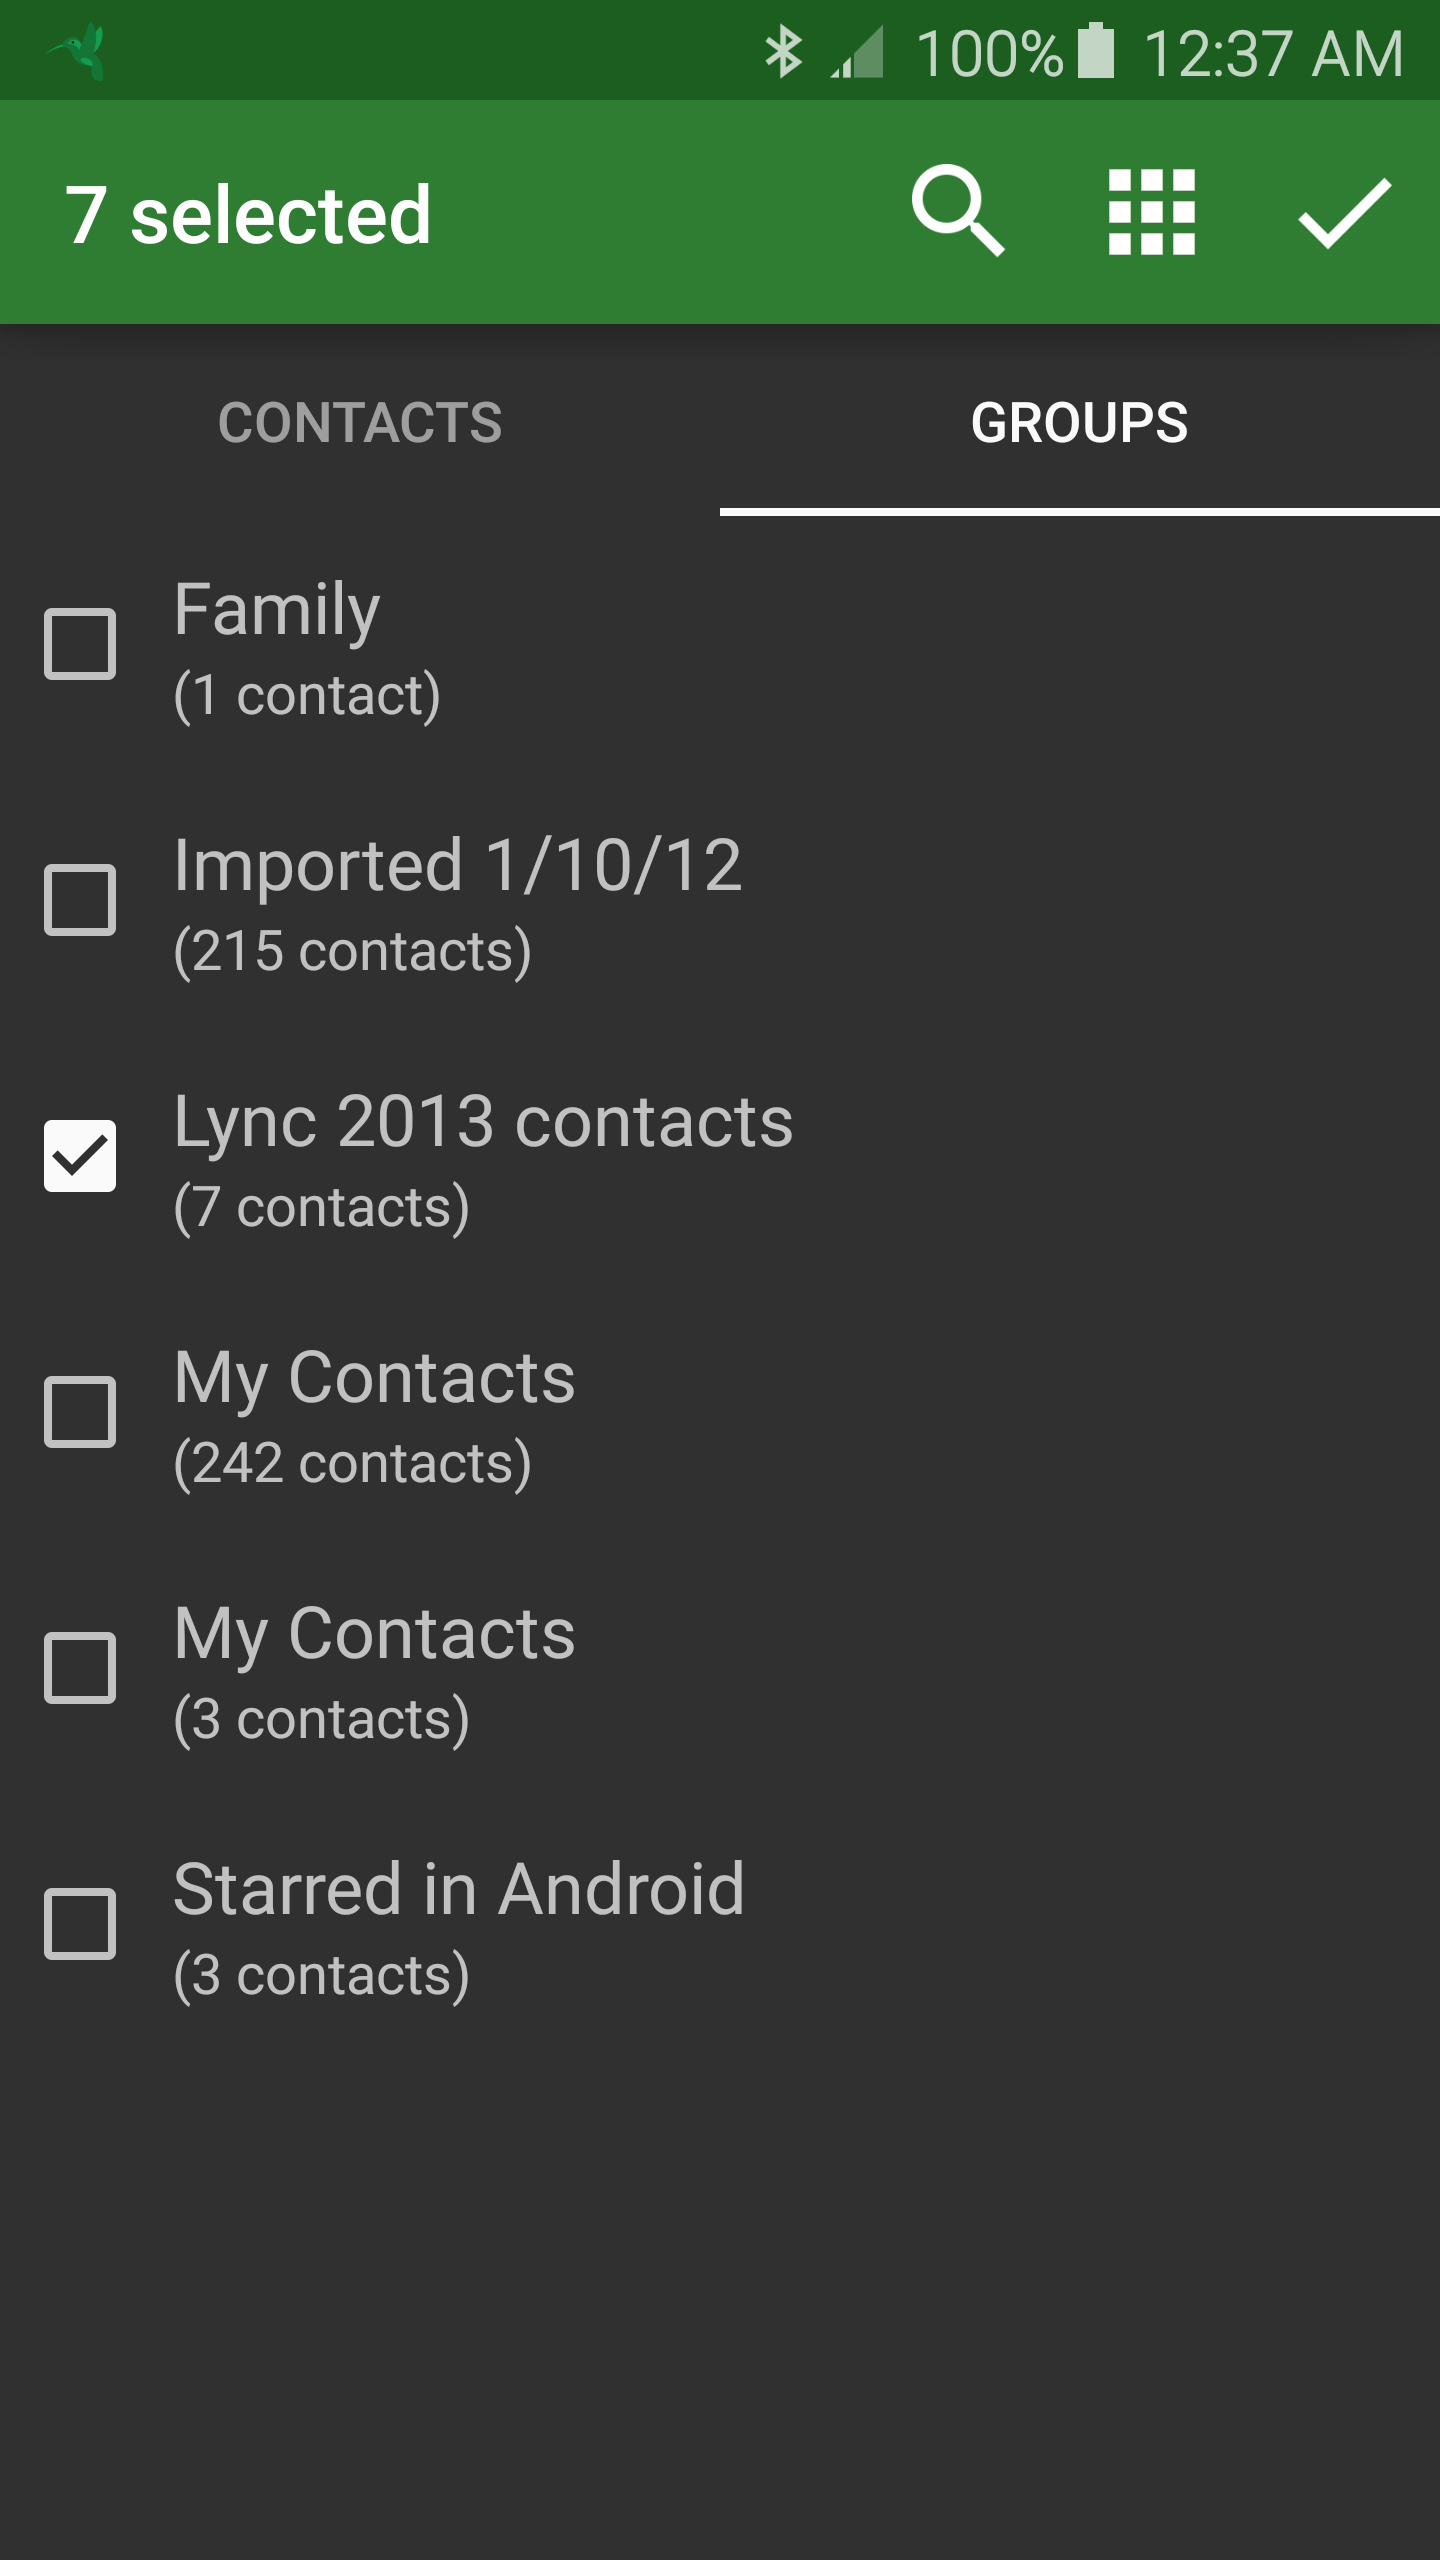 100% 12:37 AM
7 selected
CONTACTS GROUPS
Family
(1 contact)
Imported 1/10/12
(215 contacts)
Lync 2013 contacts
(7 contacts)
My Contacts
(242 contacts)
My Contacts
(3 contacts)
Starred in Android
(3 contacts)